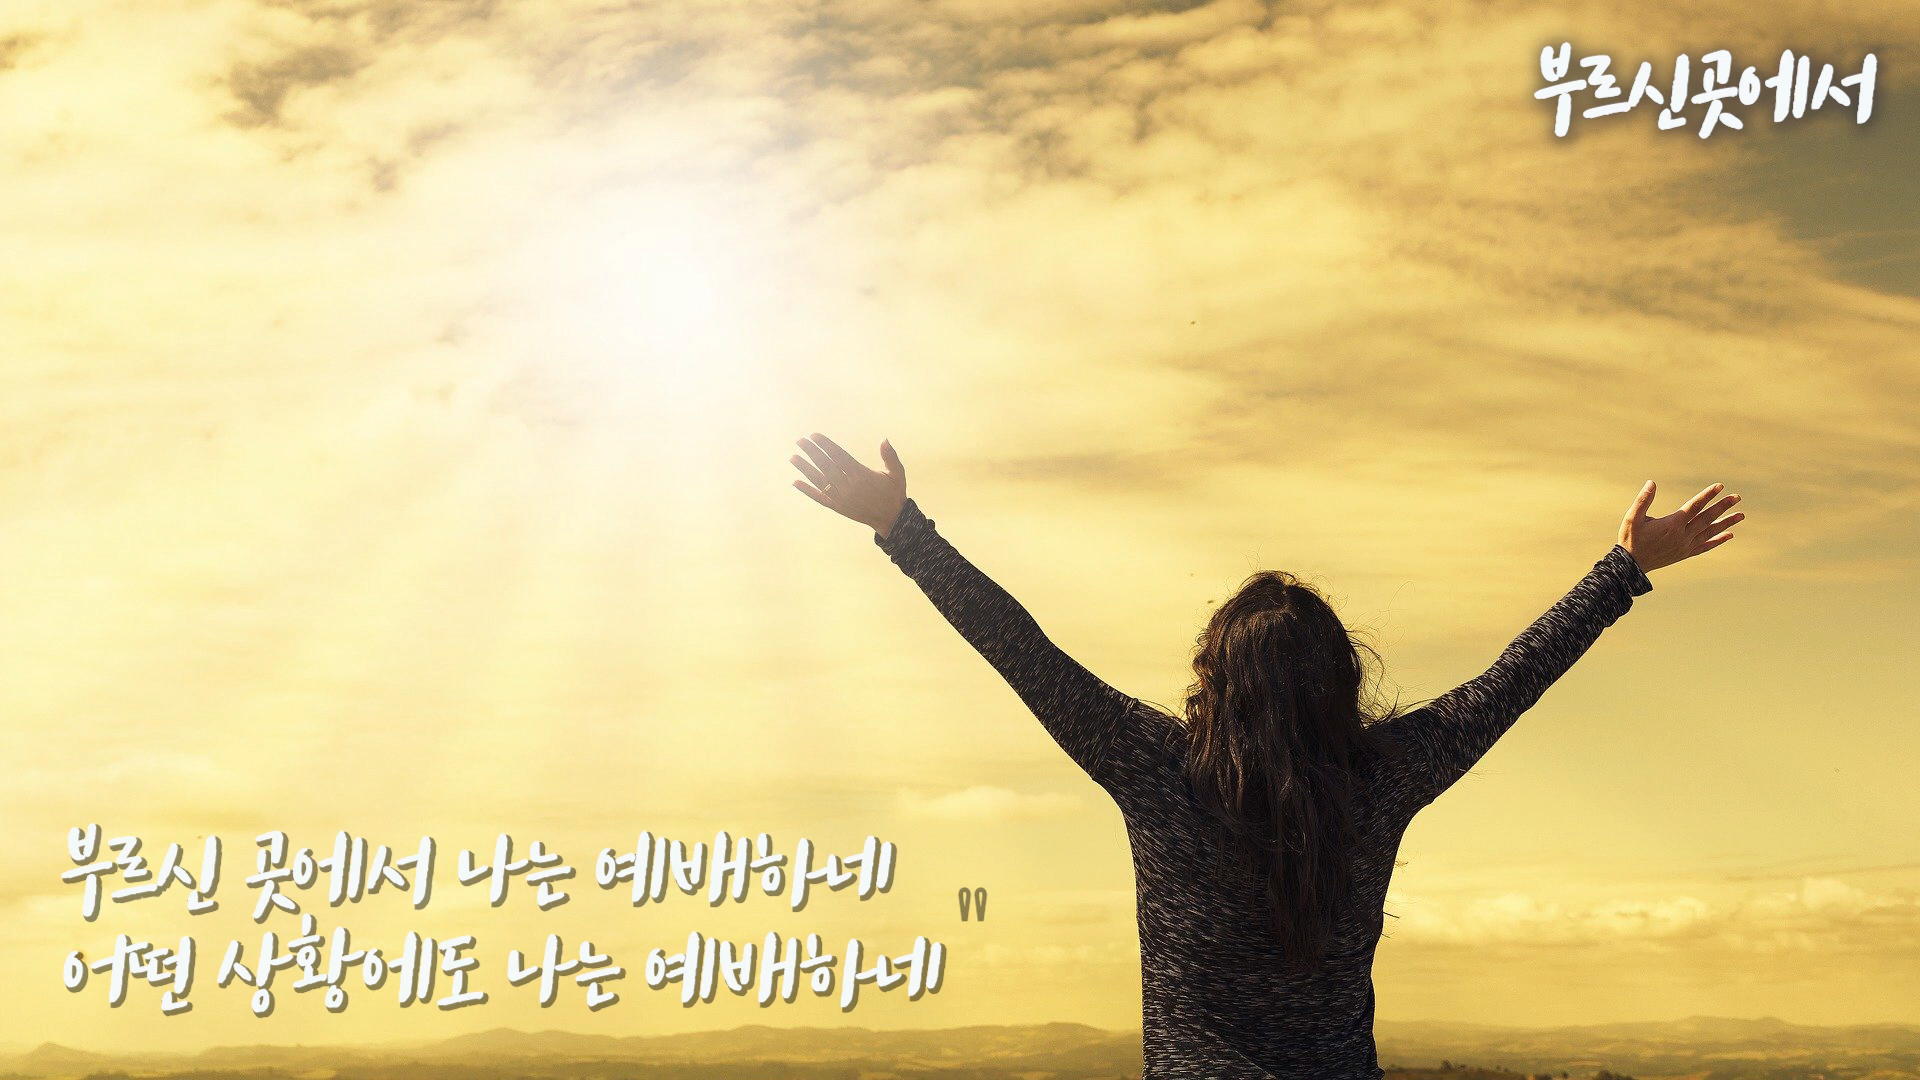 부르신곳에서
부르신 곳에서 나는 예배하네
어떤 상황에도 나는 예배하네 "